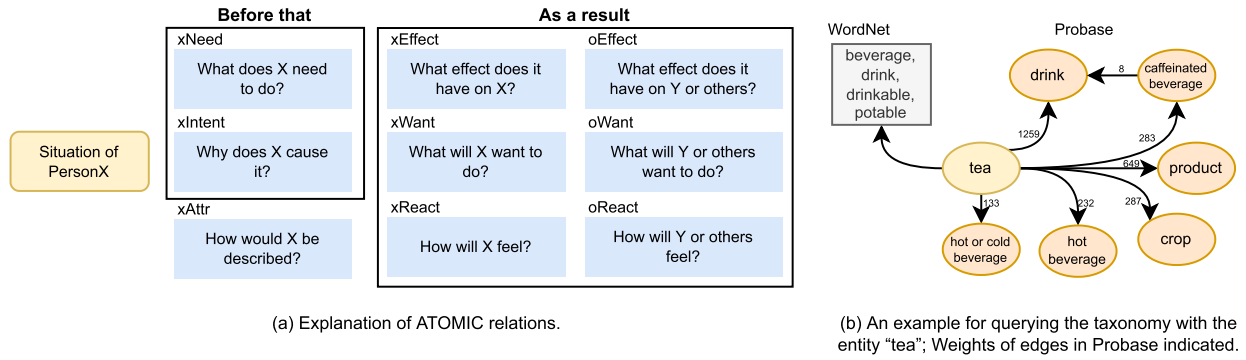 Before that
As a result
xNeed
What does X need
to do?
xIntent
Why does X cause
it?
xAttr
How would X be
described?
Situation of
PersonX
xEffect
What effect does it
have on X?
oEffect
What effect does it
have on Y or others?
xWant
What will X want to
do?
oWant
What will Y or others
want to do?
xReact
How will X feel?
oReact
How will Y or others
feel?
(a) Explanation of ATOMIC relations.
WordNet
beverage,
drink,
drinkable,
potable
Probase
drink
8
caffeinated
beverage
1259
283
tea
649
product
133
232
287
hot or cold
beverage
hot
beverage
crop
(b) An example for querying the taxonomy with the
entity “tea”; Weights of edges in Probase indicated.